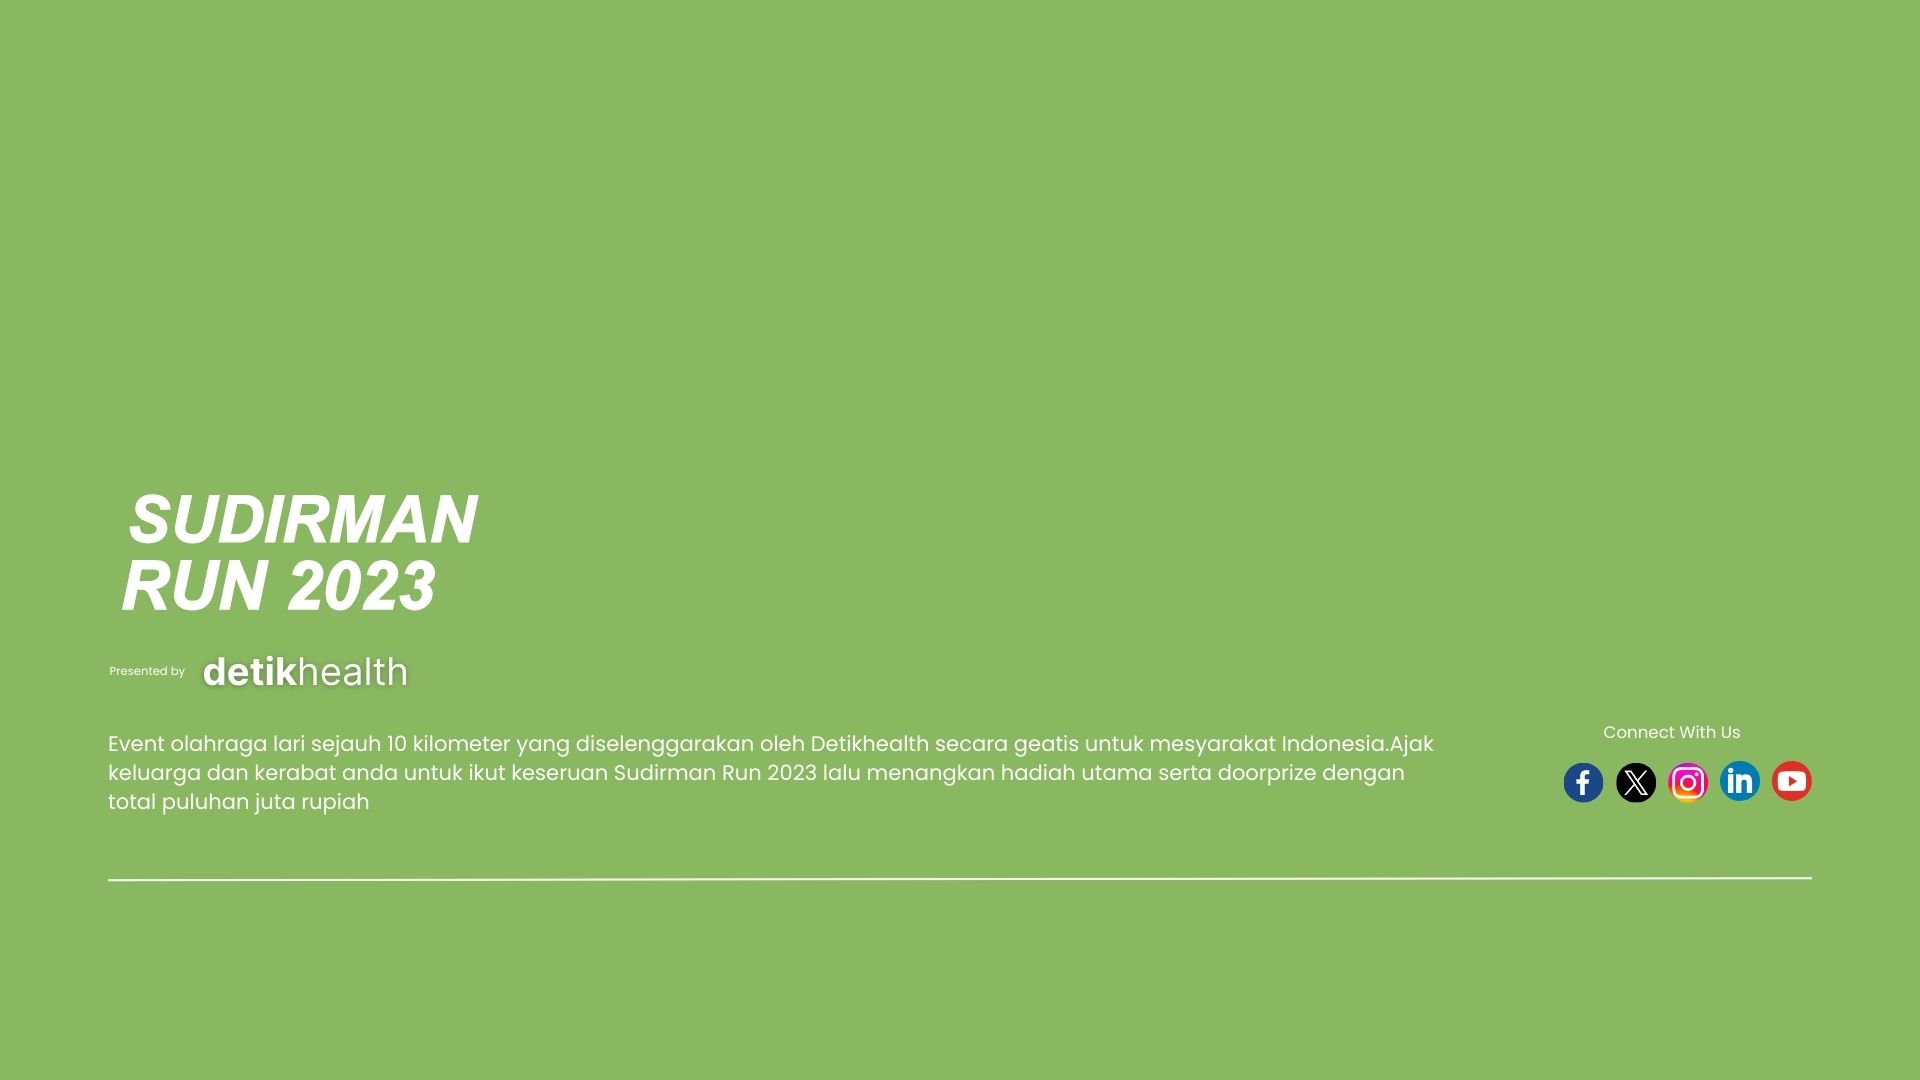 SUDIRMAN
RUN 2023
Presented by detikhealth
Event olahraga lari sejauh 10 kilometer yang diselenggarakan oleh Detikhealth secara geatis untuk mesyarakat Indonesia.Ajak
keluarga dan kerabat anda untuk ikut keseruan Sudirman Run 2023 lalu menangkan hadiah utama serta doorprize dengan
total puluhan juta rupiah
Connect With Us